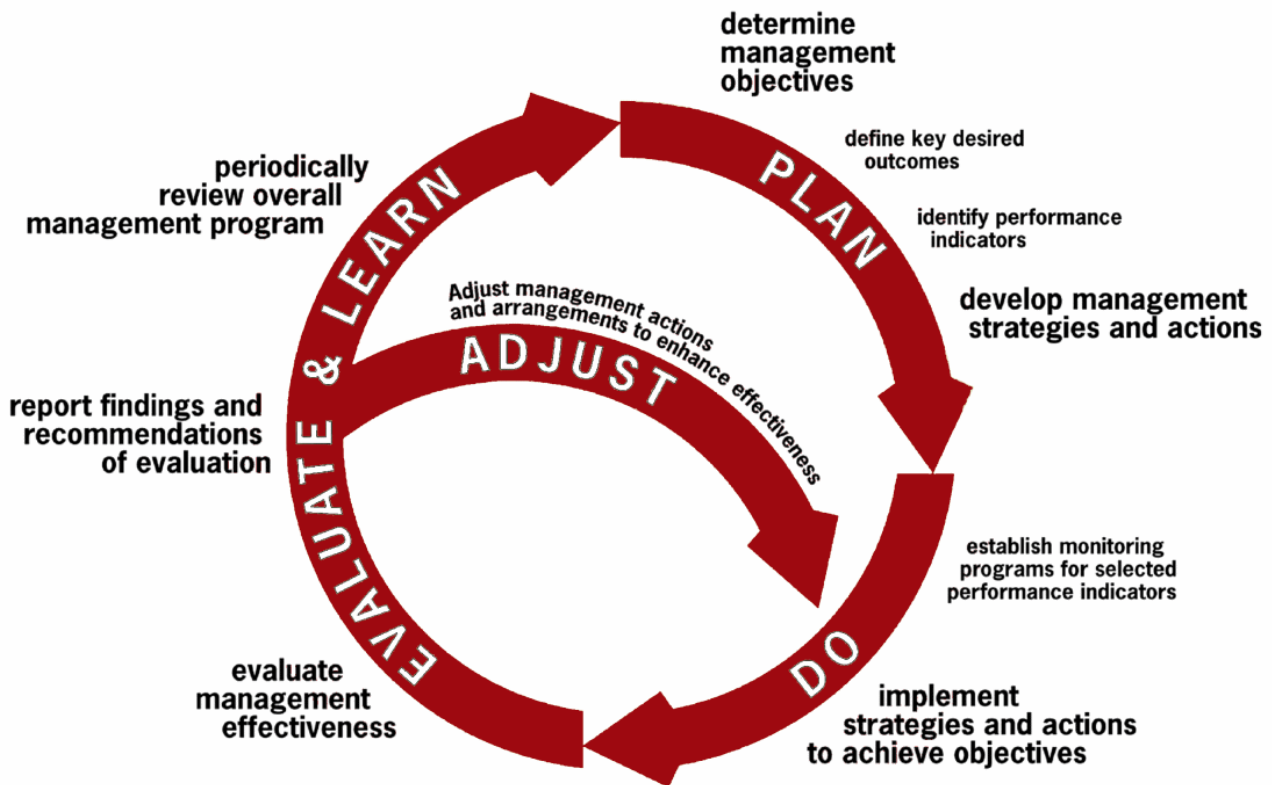 determine
management
objectives
define key desired
outcomes
PLAN
identify performance
indicators
develop management
strategies and actions
establish monitoring
programs for selected
performance indicators
DO
implement
strategies and actions
to achieve objectives
evaluate
management
effectiveness
EVALUATE & LEARN
report findings and
recommendations
of evaluation
periodically
review overall
management program
Adjust management actions
and arrangements to enhance effectiveness
ADJUST